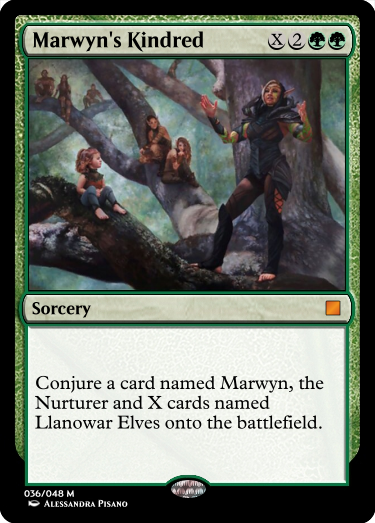 Marwyn's Kindred X2
Sorcery
Conjure a card named Marwyn, the
Nurturer and X cards named
Llanowar Elves onto the battlefield.
036/048 M
Alessandra Pisano